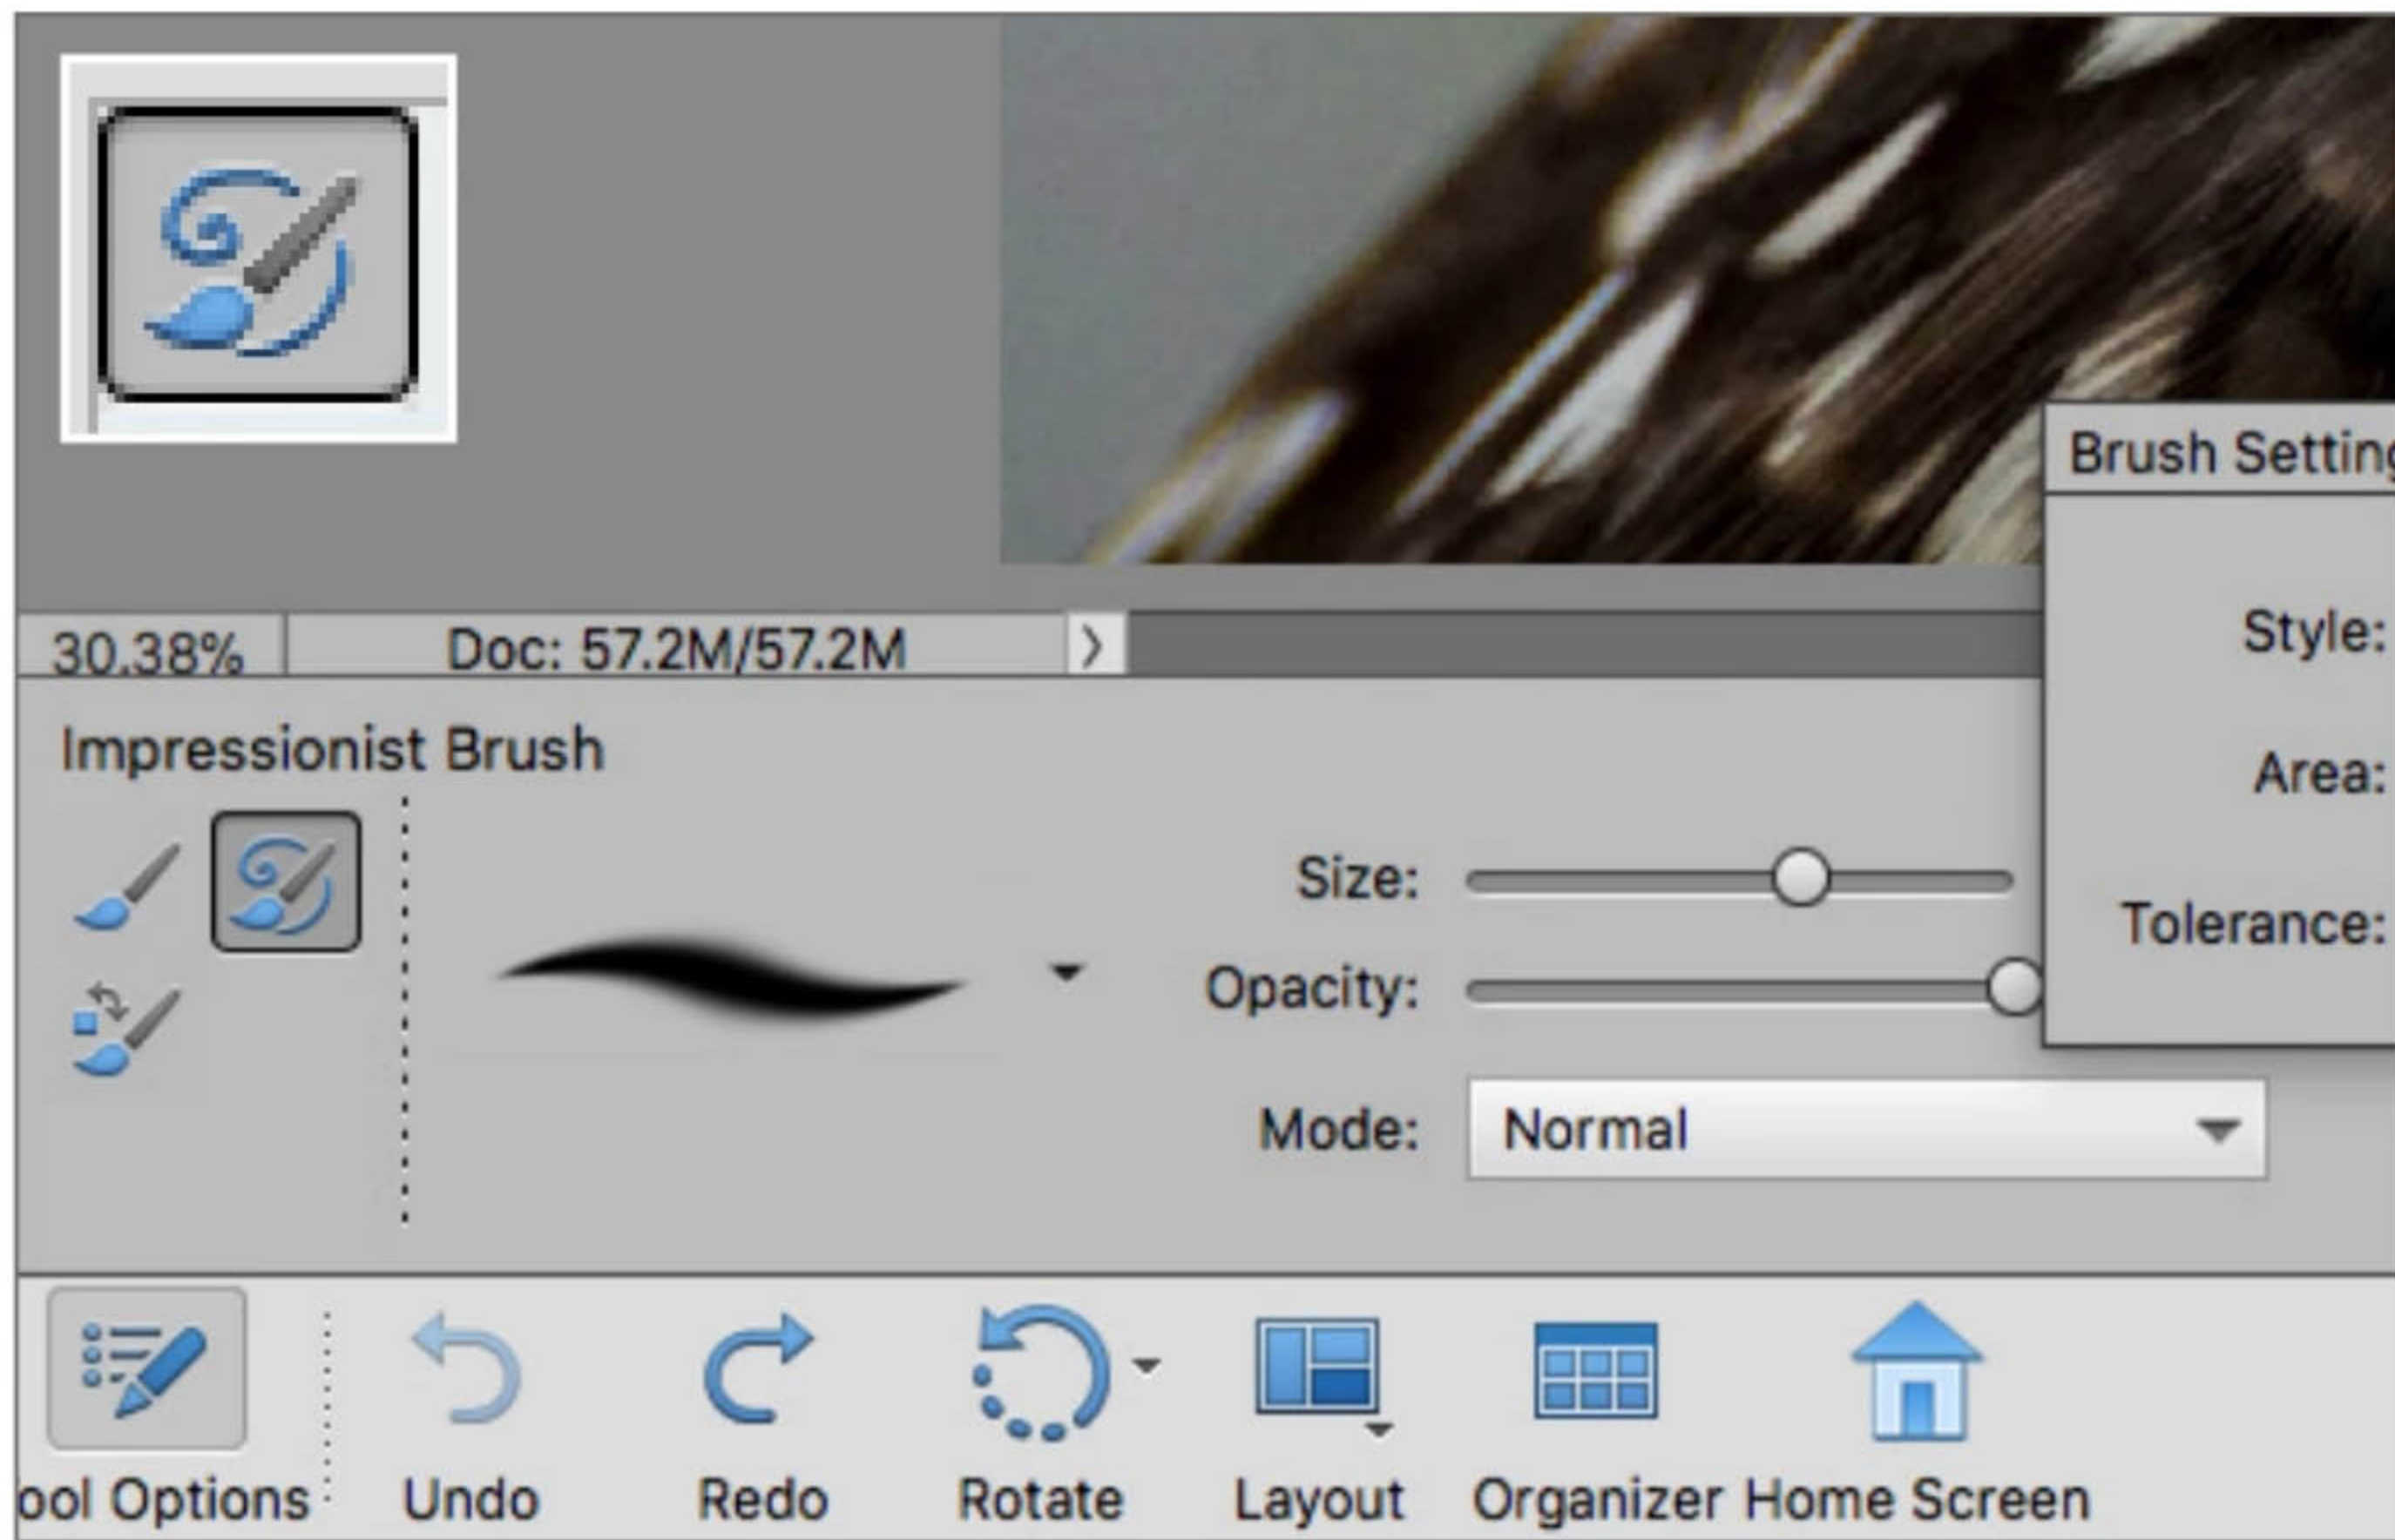 Brush Setting
Style:
30.38%
Doc: 57.2M/57.2M
Impressionist Brush
Area:
Size:
Tolerance:
Opacity:
Mode:
Normal
ool Options
Undo
Redo
Rotate
Layout
Organizer
Home Screen